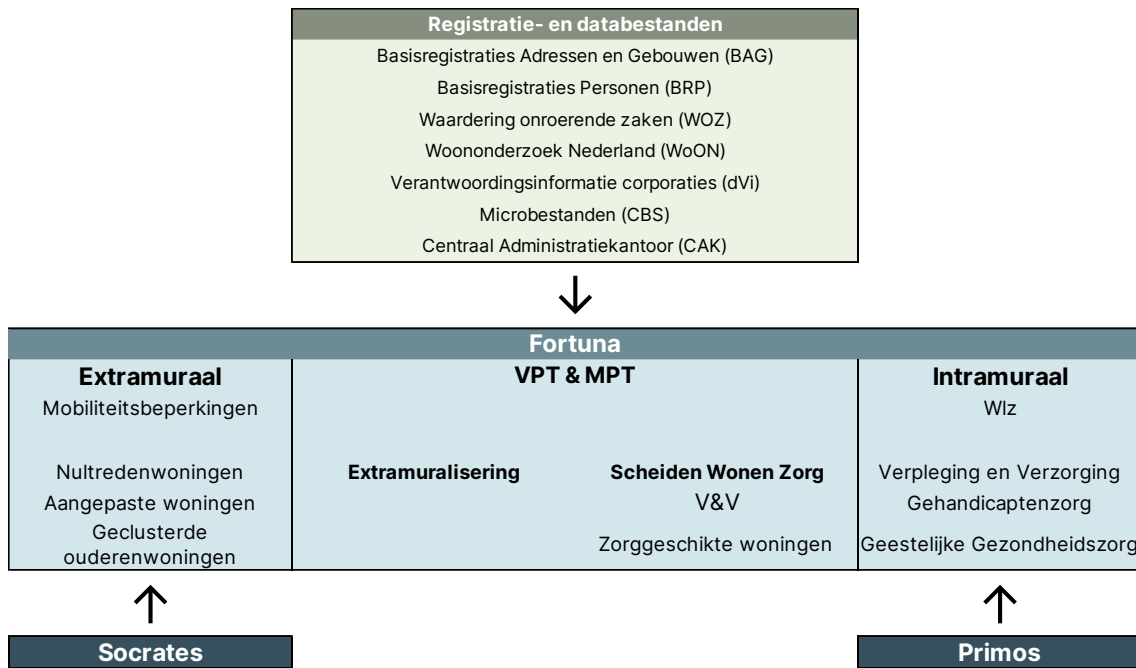 Registratie- en databestanden
Basisregistraties Adressen en Gebouwen (BAG)
Basisregistraties Personen (BRP)
Waardering onroerende zaken (WOZ)
Woononderzoek Nederland (WoON)
Verantwoordingsinformatie corporaties (dVi)
Microbestanden (CBS)
Centraal Administratiekantoor (CAK)
Fortuna
Extramuraal
Mobiliteitsbeperkingen
Nultredenwoningen
Aangepaste woningen
Geclusterde
ouderenwoningen
VPT & MPT
Extramuralisering
Scheiden Wonen Zorg
V&V
Zorggeschikte woningen
Intramuraal
Wlz
Verpleging en Verzorging
Gehandicaptenzorg
Geestelijke Gezondheidszorg
Socrates
Primos